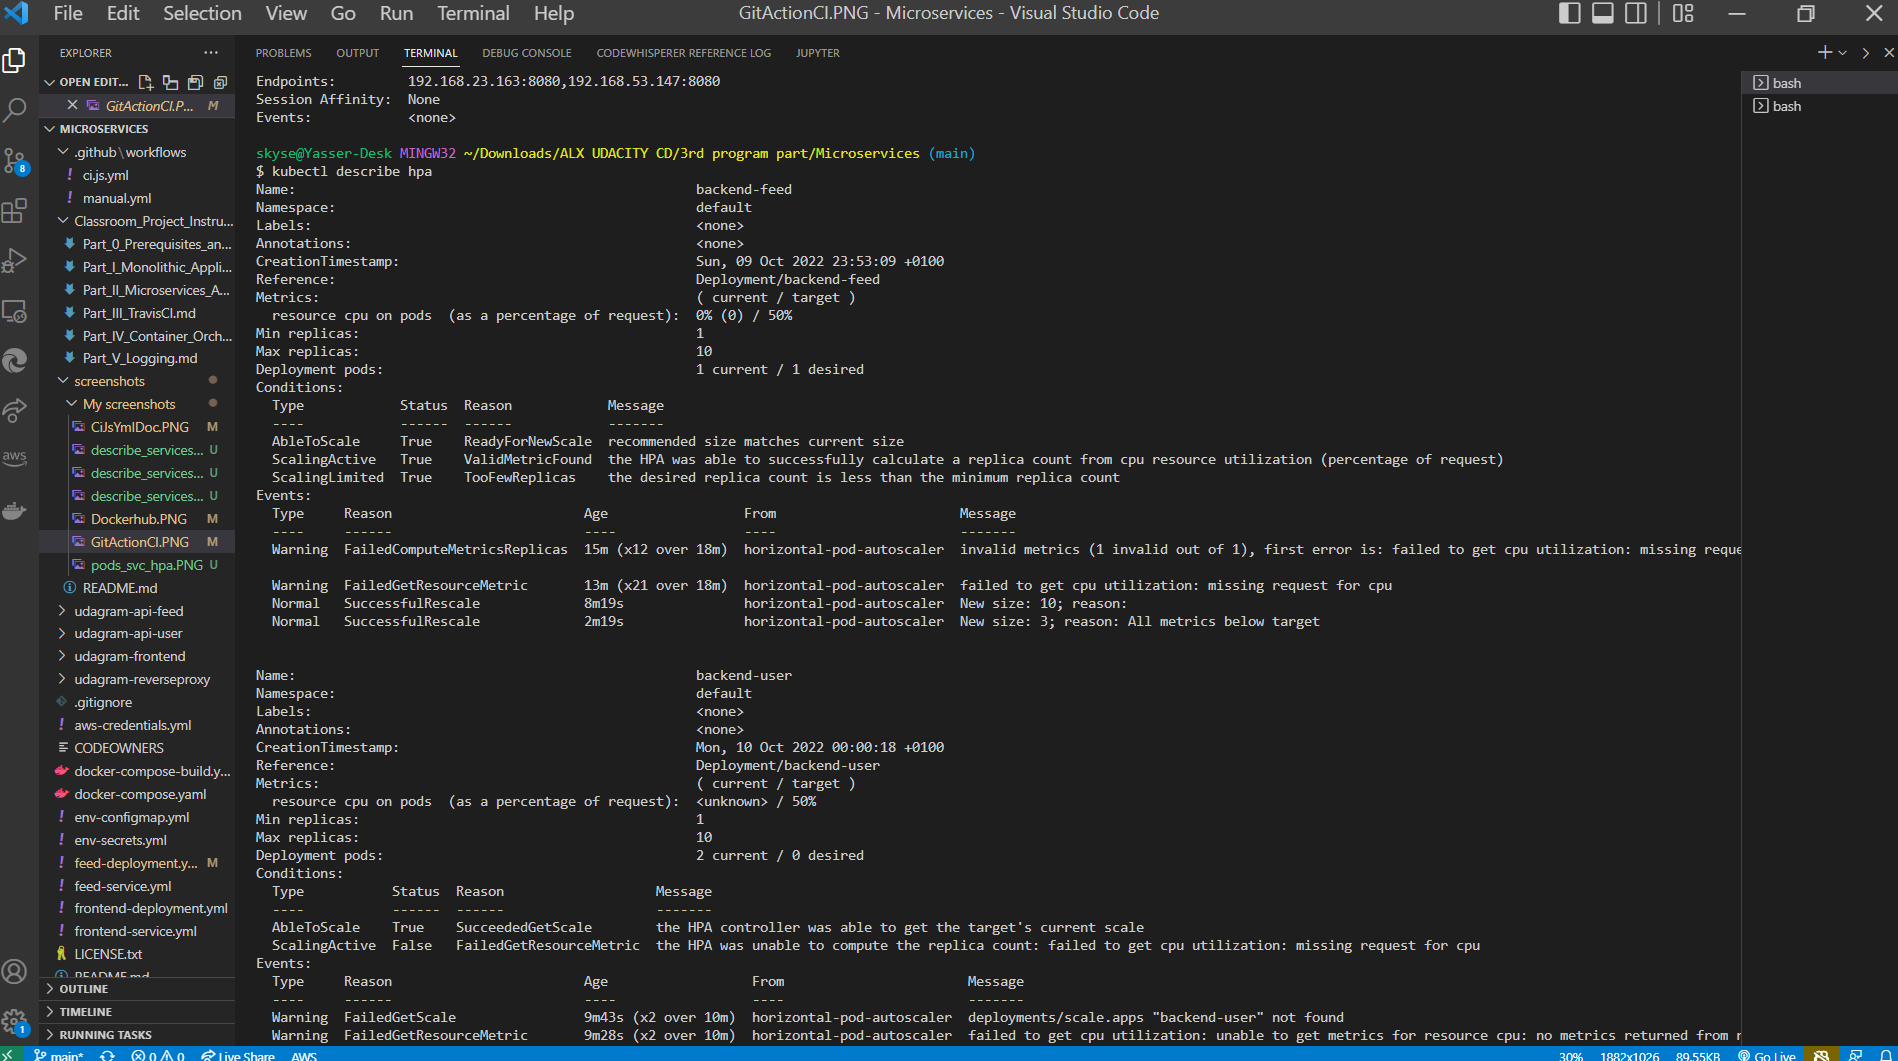 File Edit Selection View Go Run Terminal Help GitActionCI.PNG - Microservices - Visual Studio Code
EXPLORER ···
OPEN EDIT...
GitActionCI.P... M
MICROSERVICES
.github\workflows
! ci.js.yml
! manual.yml
Classroom_Project_Instru...
Part_0_Prerequisites_an...
Part_I_Monolithic_Appli...
Part_II_Microservices_A...
Part_III_TravisCI.md
Part_IV_Container_Orch...
Part_V_Logging.md
screenshots
My screenshots
CiJsYmlDoc.PNG M
describe_services... U
describe_services... U
describe_services... U
Dockerhub.PNG M
GitActionCI.PNG M
pods_svc_hpa.PNG U
README.md
udagram-api-feed
udagram-api-user
udagram-frontend
udagram-reverseproxy
.gitignore
! aws-credentials.yml
CODEOWNERS
docker-compose-build.y...
docker-compose.yaml
! env-configmap.yml
! env-secrets.yml
! feed-deployment.y... M
! feed-service.yml
! frontend-deployment.yml
! frontend-service.yml
LICENSE.txt
README.md
OUTLINE
TIMELINE
RUNNING TASKS
8
aws
1
PROBLEMS OUTPUT TERMINAL DEBUG CONSOLE CODEWHISPERER REFERENCE LOG JUPYTER
bash
bash
Endpoints: 192.168.23.163:8080,192.168.53.147:8080
Session Affinity: None
Events: <none>
skyse@Yasser-Desk MINGW32 ~/Downloads/ALX UDACITY CD/3rd program part/Microservices (main)
$ kubectl describe hpa
Name: backend-feed
Namespace: default
Labels: <none>
Annotations: <none>
CreationTimestamp: Sun, 09 Oct 2022 23:53:09 +0100
Reference: Deployment/backend-feed
Metrics: ( current / target )
resource cpu on pods (as a percentage of request): 0% (0) / 50%
Min replicas: 1
Max replicas: 10
Deployment pods: 1 current / 1 desired
Conditions:
Type Status Reason Message
---- ------ ------ -------
AbleToScale True ReadyForNewScale recommended size matches current size
ScalingActive True ValidMetricFound the HPA was able to successfully calculate a replica count from cpu resource utilization (percentage of request)
ScalingLimited True TooFewReplicas the desired replica count is less than the minimum replica count
Events:
Type Reason Age From Message
---- ------ ---- ---- -------
Warning FailedComputeMetricsReplicas 15m (x12 over 18m) horizontal-pod-autoscaler invalid metrics (1 invalid out of 1), first error is: failed to get cpu utilization: missing reque
Warning FailedGetResourceMetric 13m (x21 over 18m) horizontal-pod-autoscaler failed to get cpu utilization: missing request for cpu
Normal SuccessfulRescale 8m19s horizontal-pod-autoscaler New size: 10; reason:
Normal SuccessfulRescale 2m19s horizontal-pod-autoscaler New size: 3; reason: All metrics below target
Name: backend-user
Namespace: default
Labels: <none>
Annotations: <none>
CreationTimestamp: Mon, 10 Oct 2022 00:00:18 +0100
Reference: Deployment/backend-user
Metrics: ( current / target )
resource cpu on pods (as a percentage of request): <unknown> / 50%
Min replicas: 1
Max replicas: 10
Deployment pods: 2 current / 0 desired
Conditions:
Type Status Reason Message
---- ------ ------ -------
AbleToScale True SucceededGetScale the HPA controller was able to get the target's current scale
ScalingActive False FailedGetResourceMetric the HPA was unable to compute the replica count: failed to get cpu utilization: missing request for cpu
Events:
Type Reason Age From Message
---- ------ ---- ---- -------
Warning FailedGetScale 9m43s (x2 over 10m) horizontal-pod-autoscaler deployments/scale.apps "backend-user" not found
Warning FailedGetResourceMetric 9m28s (x2 over 10m) horizontal-pod-autoscaler failed to get cpu utilization: unable to get metrics for resource cpu: no metrics returned from r
main* 0 0 Live Share AWS 30% 1882x1026 89.55KB Go Live